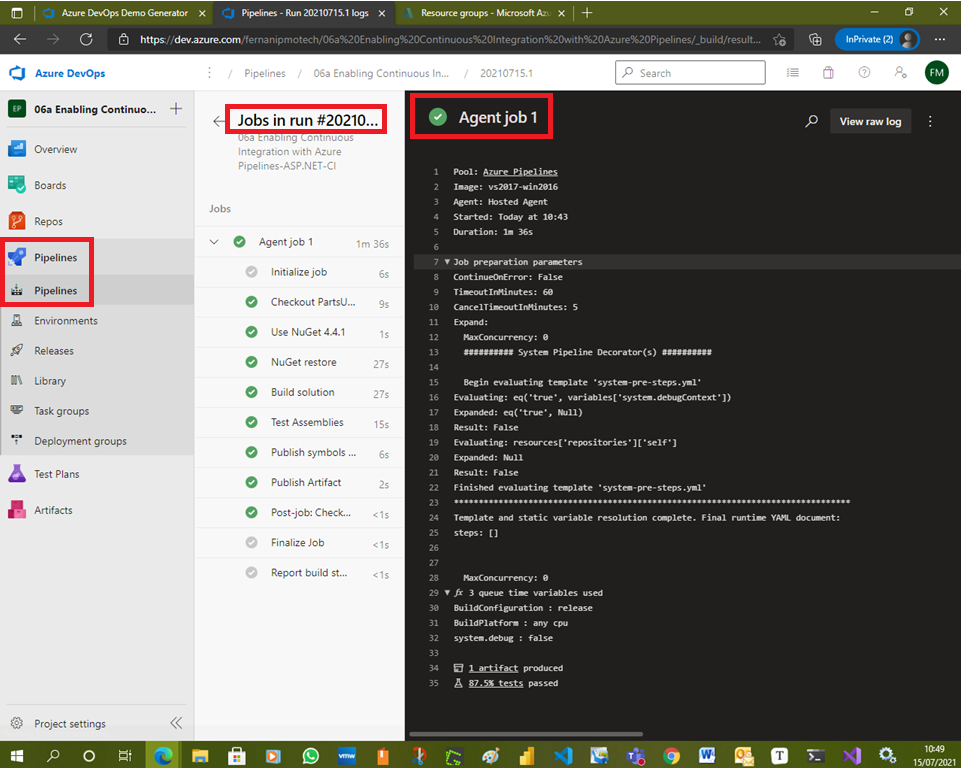 Azure DevOps Demo Generator
Pipelines - Run 20210715.1 logs
Resource groups - Microsoft Azu
https://dev.azure.com/fernanipmotech/06a%20Enabling%20Continuous%20Integration%20with%20Azure%20Pipelines/_build/result...
InPrivate (2)
Azure DevOps
/ Pipelines / 06a Enabling Continuous In... / 20210715.1
Search
FM
EP
06a Enabling Continuo...
Overview
Boards
Repos
Pipelines
Pipelines
Environments
Releases
Library
Task groups
Deployment groups
Test Plans
Artifacts
Project settings
Jobs in run #20210...
06a Enabling Continuous
Integration with Azure
Pipelines-ASP.NET-CI
Jobs
Agent job 1 1m 36s
Initialize job 6s
Checkout PartsU... 9s
Use NuGet 4.4.1 1s
NuGet restore 27s
Build solution 27s
Test Assemblies 15s
Publish symbols ... 6s
Publish Artifact 2s
Post-job: Check... <1s
Finalize Job <1s
Report build st... <1s
Agent job 1
View raw log
1 Pool: Azure Pipelines
2 Image: vs2017-win2016
3 Agent: Hosted Agent
4 Started: Today at 10:43
5 Duration: 1m 36s
6
7 Job preparation parameters
8 ContinueOnError: False
9 TimeoutInMinutes: 60
10 CancelTimeoutInMinutes: 5
11 Expand:
12 MaxConcurrency: 0
13 ########## System Pipeline Decorator(s) ##########
14
15 Begin evaluating template 'system-pre-steps.yml'
16 Evaluating: eq('true', variables['system.debugContext'])
17 Expanded: eq('true', Null)
18 Result: False
19 Evaluating: resources['repositories']['self']
20 Expanded: Null
21 Result: False
22 Finished evaluating template 'system-pre-steps.yml'
23 ********************************************************************************
24 Template and static variable resolution complete. Final runtime YAML document:
25 steps: []
26
27
28 MaxConcurrency: 0
29 fx 3 queue time variables used
30 BuildConfiguration : release
31 BuildPlatform : any cpu
32 system.debug : false
33
34 1 artifact produced
35 87.5% tests passed
vmw
10:49
15/07/2021